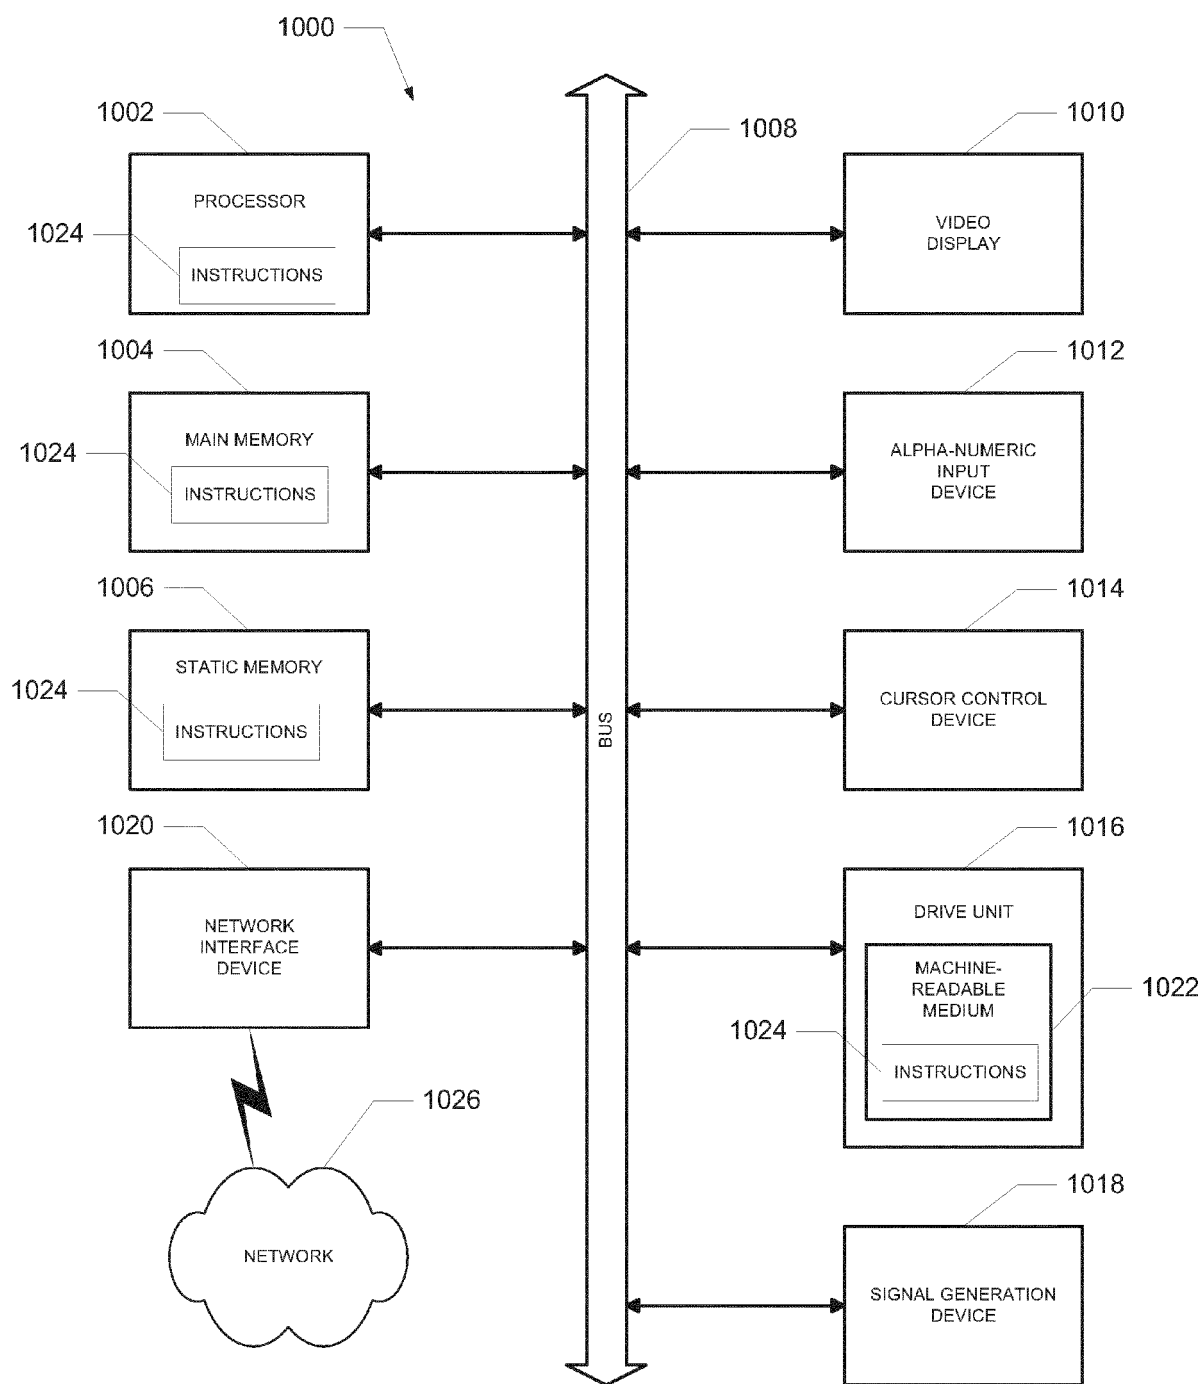 1000
1002
PROCESSOR
1024
INSTRUCTIONS
1004
MAIN MEMORY
1024
INSTRUCTIONS
1006
STATIC MEMORY
1024
INSTRUCTIONS
1020
NETWORK
INTERFACE
DEVICE
1026
NETWORK
1008
BUS
1010
VIDEO
DISPLAY
1012
ALPHA-NUMERIC
INPUT
DEVICE
1014
CURSOR CONTROL
DEVICE
1016
DRIVE UNIT
MACHINE-
READABLE
MEDIUM
1022
1024
INSTRUCTIONS
1018
SIGNAL GENERATION
DEVICE